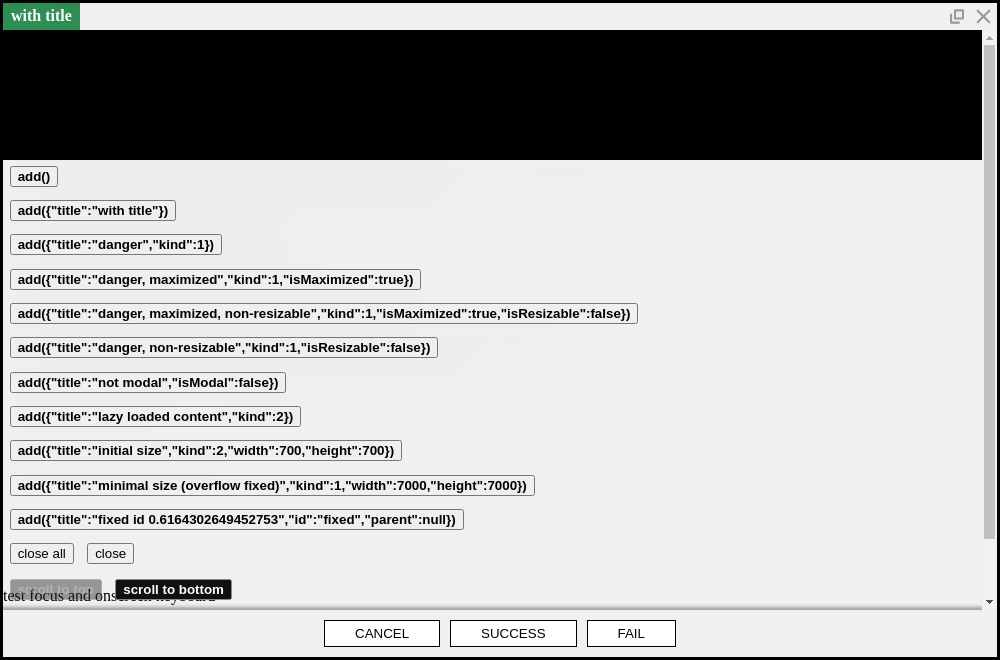 with title
add()
add({"title":"with title"})
add({"title":"danger","kind":1})
add({"title":"danger, maximized","kind":1,"isMaximized":true})
add({"title":"danger, maximized, non-resizable","kind":1,"isMaximized":true,"isResizable":false})
add({"title":"danger, non-resizable","kind":1,"isResizable":false})
add({"title":"not modal","isModal":false})
add({"title":"lazy loaded content","kind":2})
add({"title":"initial size","kind":2,"width":700,"height":700})
add({"title":"minimal size (overflow fixed)","kind":1,"width":7000,"height":7000})
add({"title":"fixed id 0.6164302649452753","id":"fixed","parent":null})
close all close
scroll to top scroll to bottom
test focus and onscreen keyboard
CANCEL SUCCESS FAIL